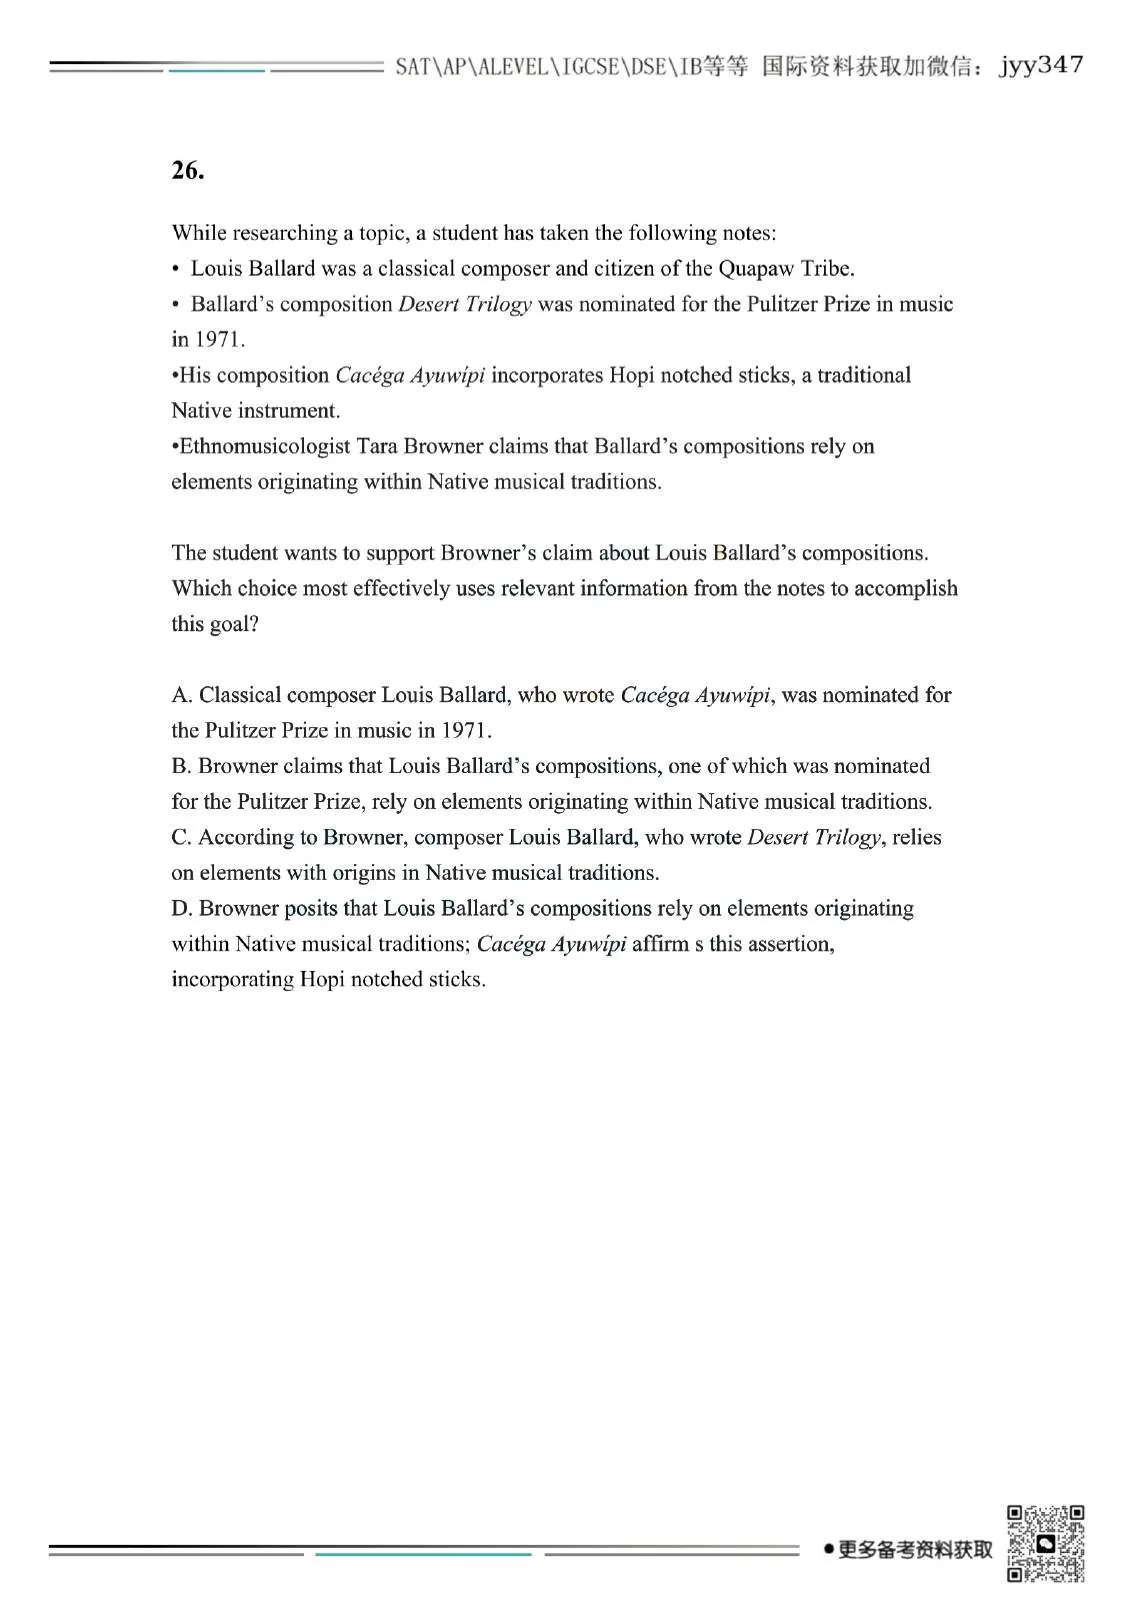 SAT\AP\ALEVEL\IGCSE\DSE\IB等等 国际资料获取加微信：jyy347
26.
While researching a topic, a student has taken the following notes:
• Louis Ballard was a classical composer and citizen of the Quapaw Tribe.
• Ballard’s composition Desert Trilogy was nominated for the Pulitzer Prize in music
in 1971.
•His composition Cacéga Ayuwípi incorporates Hopi notched sticks, a traditional
Native instrument.
•Ethnomusicologist Tara Browner claims that Ballard’s compositions rely on
elements originating within Native musical traditions.
The student wants to support Browner’s claim about Louis Ballard’s compositions.
Which choice most effectively uses relevant information from the notes to accomplish
this goal?
A. Classical composer Louis Ballard, who wrote Cacéga Ayuwípi, was nominated for
the Pulitzer Prize in music in 1971.
B. Browner claims that Louis Ballard’s compositions, one of which was nominated
for the Pulitzer Prize, rely on elements originating within Native musical traditions.
C. According to Browner, composer Louis Ballard, who wrote Desert Trilogy, relies
on elements with origins in Native musical traditions.
D. Browner posits that Louis Ballard’s compositions rely on elements originating
within Native musical traditions; Cacéga Ayuwípi affirm s this assertion,
incorporating Hopi notched sticks.
●更多备考资料获取